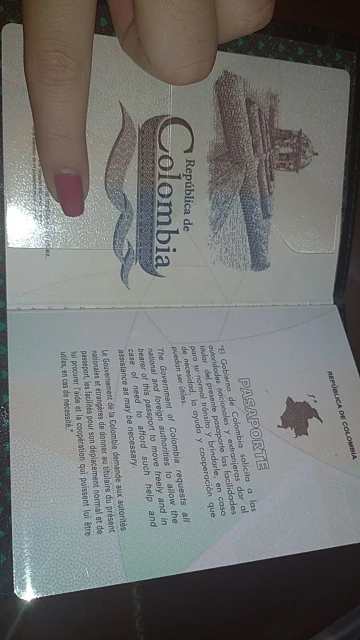 República de
Colombia
REPÚBLICA DE COLOMBIA
PASAPORTE
"El Gobierno de Colombia solicita a las
autoridades nacionales y extranjeras dar al
titular del presente pasaporte las facilidades
para su normal tránsito y brindarle, en caso
de necesidad, la ayuda y cooperación que
puedan ser útiles.
The Government of Colombia requests all
national and foreign authorities to allow the
bearer of this passport to move freely and in
case of need to afford such help and
assistance as may be necessary.
Le Gouvernement de la Colombie demande aux autorités
nationales et étrangères de donner au titulaire du présent
passeport, les facilités pour son déplacement normal et de
lui procurer l'aide et la coopération qui puissent lui être
utiles, en cas de nécessité."